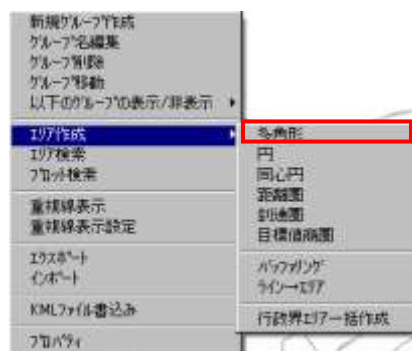 新規ｸﾞﾙｰﾌﾟ作成
ｸﾞﾙｰﾌﾟ名編集
ｸﾞﾙｰﾌﾟ削除
ｸﾞﾙｰﾌﾟ移動
以下のｸﾞﾙｰﾌﾟの表示/非表示
ｴﾘｱ作成
ｴﾘｱ検索
ﾌﾟﾛｯﾄ検索
重視線表示
重視線表示設定
ｴｸｽﾎﾟｰﾄ
ｲﾝﾎﾟｰﾄ
KMLﾌｧｲﾙ書込み
ﾌﾟﾛﾊﾟﾃｨ
多角形
円
同心円
距離圏
到達圏
目標値商圏
ﾊﾞｯﾌｧﾘﾝｸﾞ
ﾗｲﾝ→ｴﾘｱ
行政界ｴﾘｱ一括作成